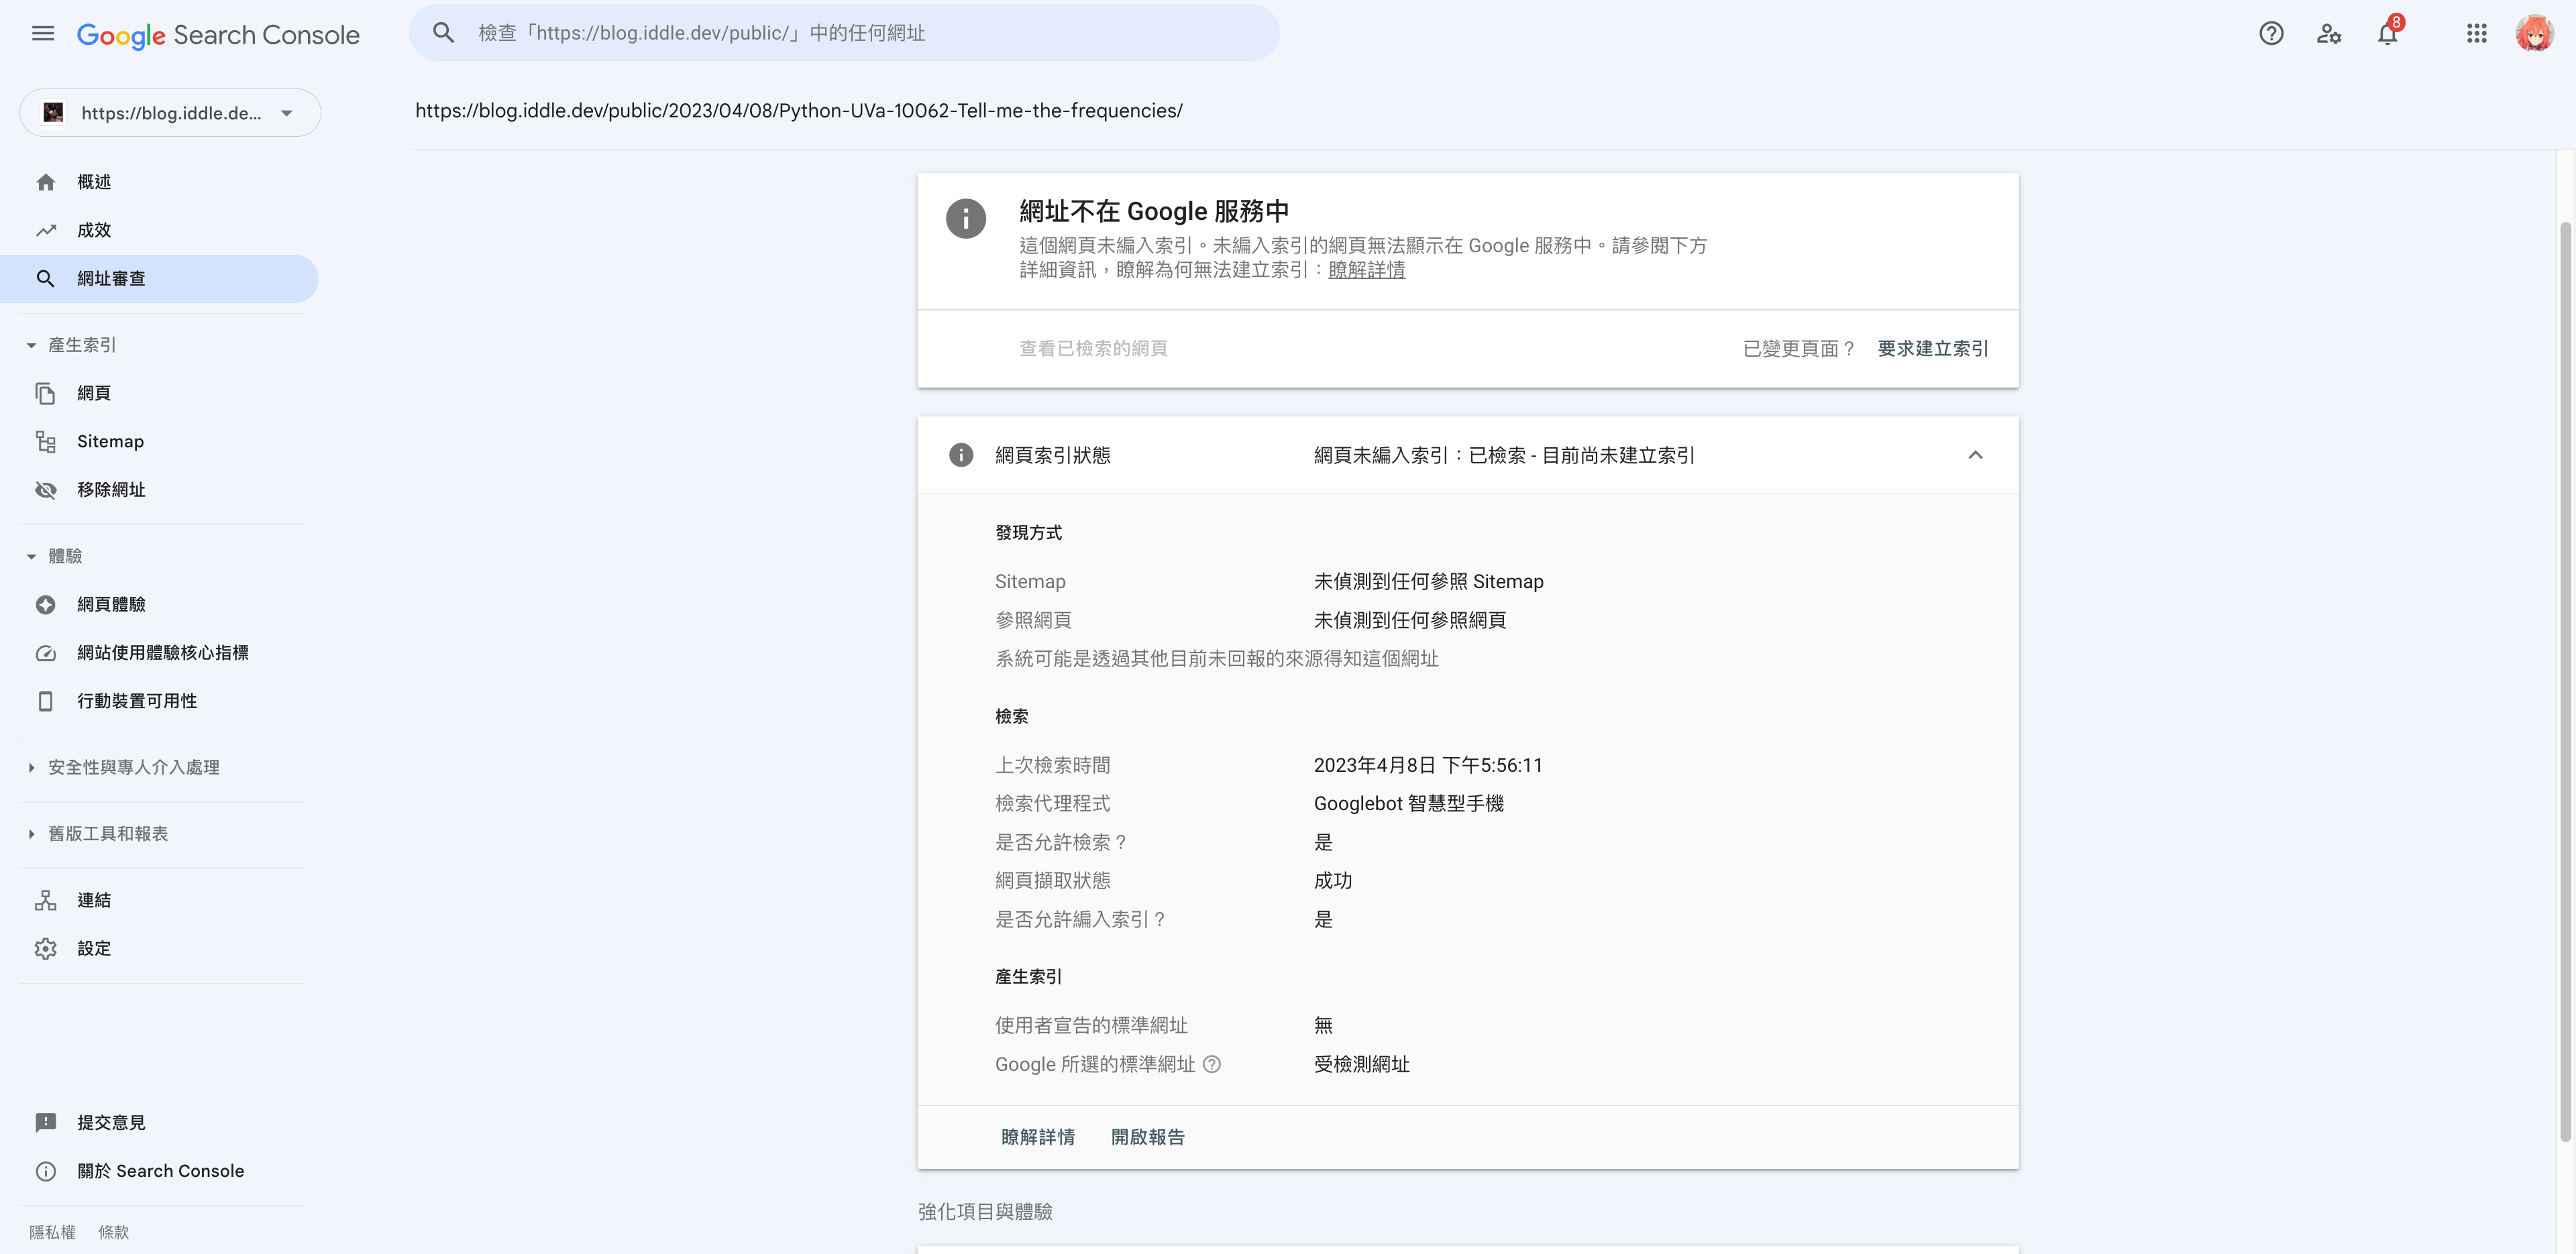 Google Search Console
檢查「https://blog.iddle.dev/public/」中的任何網址
8
https://blog.iddle.de...
https://blog.iddle.dev/public/2023/04/08/Python-UVa-10062-Tell-me-the-frequencies/
概述
成效
網址審查
產生索引
網頁
Sitemap
移除網址
體驗
網頁體驗
網站使用體驗核心指標
行動裝置可用性
安全性與專人介入處理
舊版工具和報表
連結
設定
提交意見
關於 Search Console
隱私權 條款
網址不在 Google 服務中
這個網頁未編入索引。未編入索引的網頁無法顯示在 Google 服務中。請參閱下方
詳細資訊，瞭解為何無法建立索引：瞭解詳情
查看已檢索的網頁 已變更頁面？ 要求建立索引
網頁索引狀態 網頁未編入索引：已檢索 - 目前尚未建立索引
發現方式
Sitemap 未偵測到任何參照 Sitemap
參照網頁 未偵測到任何參照網頁
系統可能是透過其他目前未回報的來源得知這個網址
檢索
上次檢索時間 2023年4月8日 下午5:56:11
檢索代理程式 Googlebot 智慧型手機
是否允許檢索？ 是
網頁擷取狀態 成功
是否允許編入索引？ 是
產生索引
使用者宣告的標準網址 無
Google 所選的標準網址 受檢測網址
瞭解詳情 開啟報告
強化項目與體驗